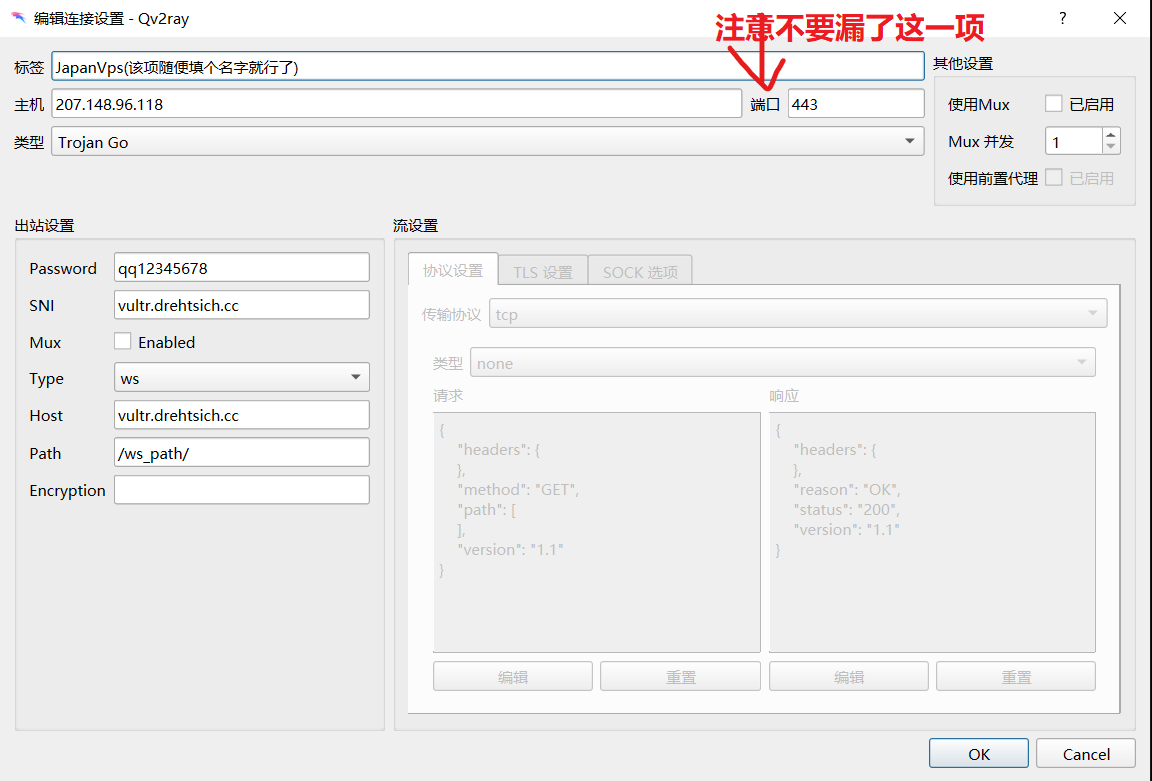 编辑连接设置 - Qv2ray
?
注意不要漏了这一项
标签 JapanVps(该项随便填个名字就行了)
主机 207.148.96.118 端口 443
类型 Trojan Go
其他设置
使用Mux 已启用
Mux 并发 1
使用前置代理 已启用
出站设置
Password qq12345678
SNI vultr.drehtsich.cc
Mux Enabled
Type ws
Host vultr.drehtsich.cc
Path /ws_path/
Encryption
流设置
协议设置 TLS 设置 SOCK 选项
传输协议 tcp
类型 none
请求
{
"headers": {
},
"method": "GET",
"path": [
],
"version": "1.1"
}
编辑 重置
响应
{
"headers": {
},
"reason": "OK",
"status": "200",
"version": "1.1"
}
编辑 重置
OK Cancel